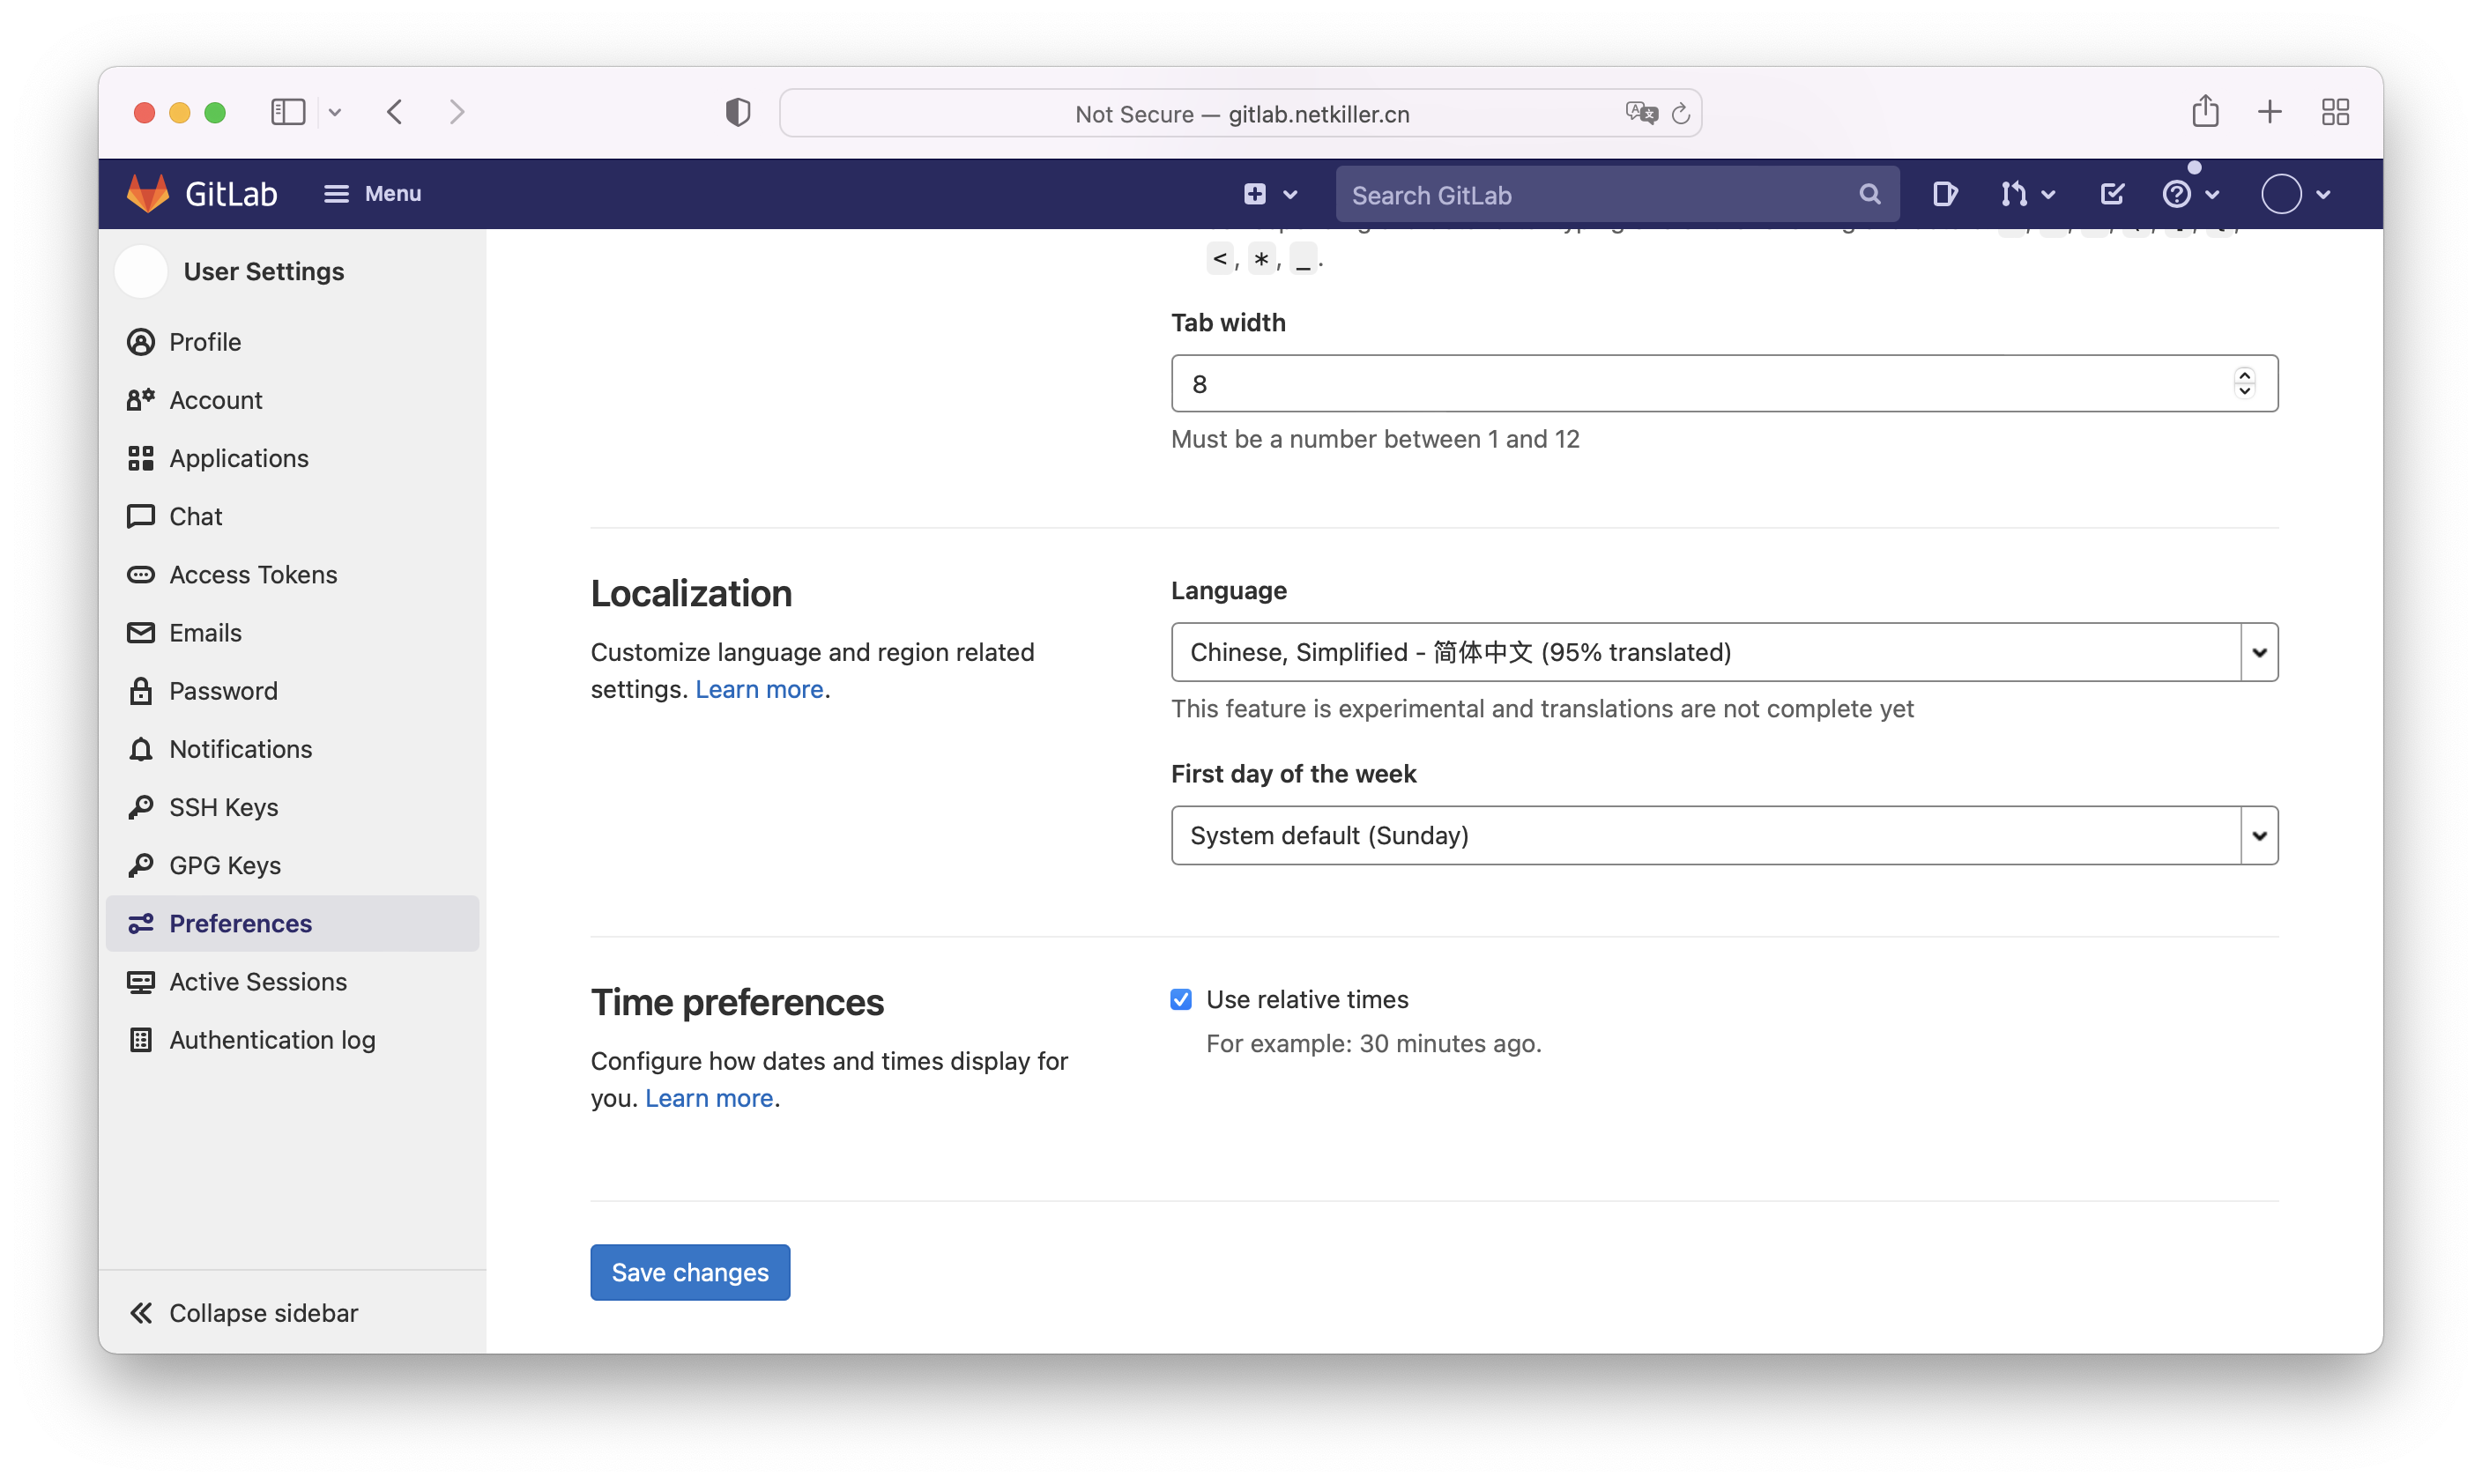 Not Secure — gitlab.netkiller.cn
GitLab
Menu
Search GitLab
User Settings
Profile
Account
Applications
Chat
Access Tokens
Emails
Password
Notifications
SSH Keys
GPG Keys
Preferences
Active Sessions
Authentication log
Collapse sidebar
<, *, _.
Tab width
8
Must be a number between 1 and 12
Localization
Customize language and region related
settings. Learn more.
Language
Chinese, Simplified - 简体中文 (95% translated)
This feature is experimental and translations are not complete yet
First day of the week
System default (Sunday)
Time preferences
Configure how dates and times display for
you. Learn more.
Use relative times
For example: 30 minutes ago.
Save changes